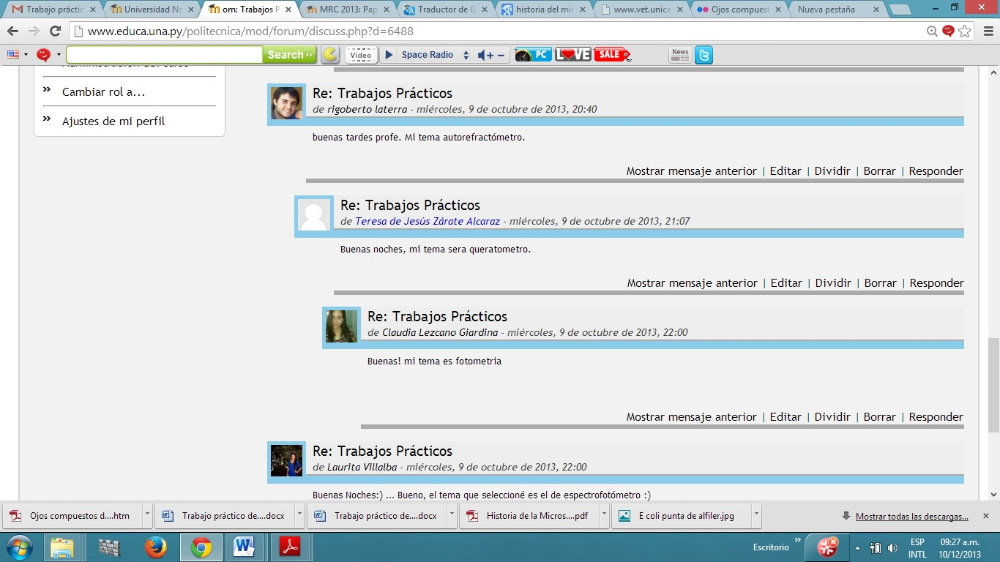 Trabajo práctic
Universidad Na
om: Trabajos P
MRC 2013: Pap
Traductor de G
historia del mic
www.vet.unice
Ojos compuest
Nueva pestaña
www.educa.una.py/politecnica/mod/forum/discuss.php?d=6488
Search
Video
Space Radio
PC
LOVE
SALE
News
Cambiar rol a...
Ajustes de mi perfil
Re: Trabajos Prácticos
de rigoberto laterra - miércoles, 9 de octubre de 2013, 20:40
buenas tardes profe. Mi tema autorefractómetro.
Mostrar mensaje anterior | Editar | Dividir | Borrar | Responder
Re: Trabajos Prácticos
de Teresa de Jesús Zárate Alcaraz - miércoles, 9 de octubre de 2013, 21:07
Buenas noches, mi tema sera queratometro.
Mostrar mensaje anterior | Editar | Dividir | Borrar | Responder
Re: Trabajos Prácticos
de Claudia Lezcano Giardina - miércoles, 9 de octubre de 2013, 22:00
Buenas! mi tema es fotometria
Mostrar mensaje anterior | Editar | Dividir | Borrar | Responder
Re: Trabajos Prácticos
de Laurita Villalba - miércoles, 9 de octubre de 2013, 22:00
Buenas Noches:) ... Bueno, el tema que seleccioné es el de espectrofotómetro :)
Ojos compuestos d....htm
Trabajo práctico de....docx
Trabajo práctico de....docx
Historia de la Micros....pdf
E coli punta de alfiler.jpg
Mostrar todas las descargas...
Escritorio
ESP
INTL
09:27 a.m.
10/12/2013